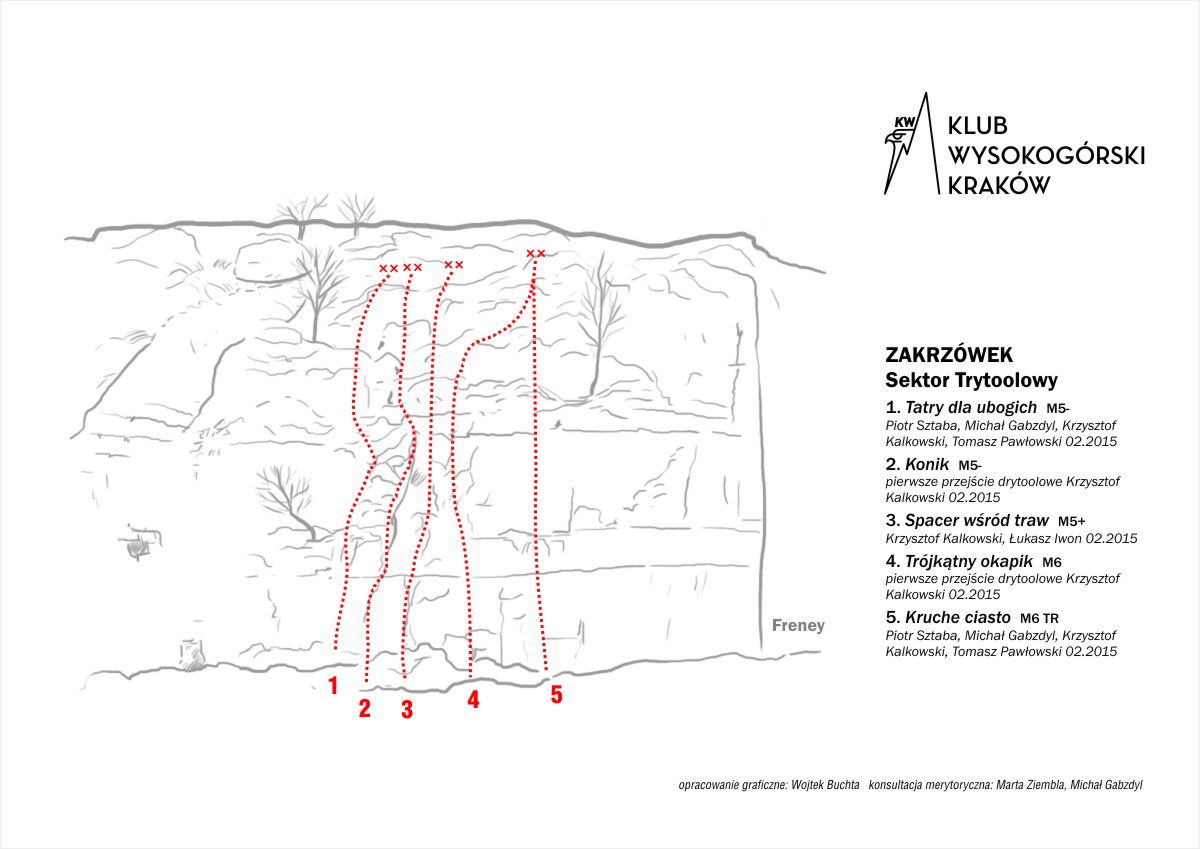 KW
KLUB
WYSOKOGÓRSKI
KRAKÓW
ZAKRZÓWEK
Sektor Trytoolowy
1. Tatry dla ubogich M5-
Piotr Sztaba, Michał Gabzdyl, Krzysztof
Kalkowski, Tomasz Pawłowski 02.2015
2. Konik M5-
pierwsze przejście drytoolowe Krzysztof
Kalkowski 02.2015
3. Spacer wśród traw M5+
Krzysztof Kalkowski, Łukasz Iwon 02.2015
4. Trójkątny okapik M6
pierwsze przejście drytoolowe Krzysztof
Kalkowski 02.2015
5. Kruche ciasto M6 TR
Piotr Sztaba, Michał Gabzdyl, Krzysztof
Kalkowski, Tomasz Pawłowski 02.2015
Freney
1
2
3
4
5
opracowanie graficzne: Wojtek Buchta konsultacja merytoryczna: Marta Ziembla, Michał Gabzdyl